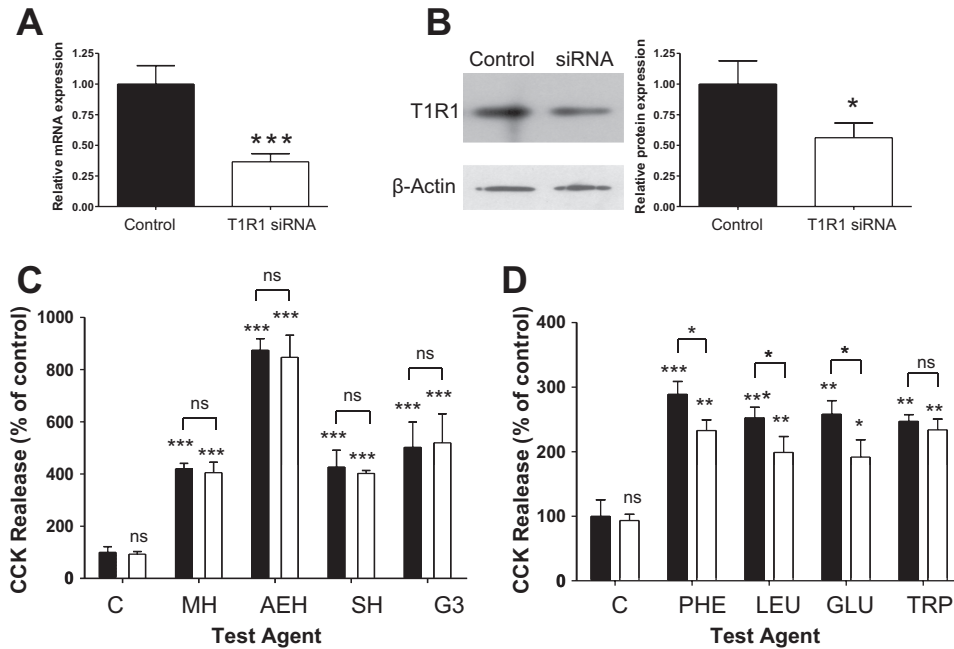 A
Relative mRNA expression
1.25
1.00
0.75
0.50
0.25
0.00
***
Control
T1R1 siRNA
B
Control
siRNA
T1R1
β-Actin
Relative protein expression
1.25
1.00
0.75
0.50
0.25
0.00
*
Control
T1R1 siRNA
C
CCK Realease (% of control)
1000
800
600
400
200
0
ns
ns
*** ***
ns
*** ***
ns
*** ***
ns
*** ***
C
MH
AEH
SH
G3
Test Agent
D
CCK Realease (% of control)
400
300
200
100
0
ns
*
*** **
*
*** **
*
** *
ns
** **
C
PHE
LEU
GLU
TRP
Test Agent